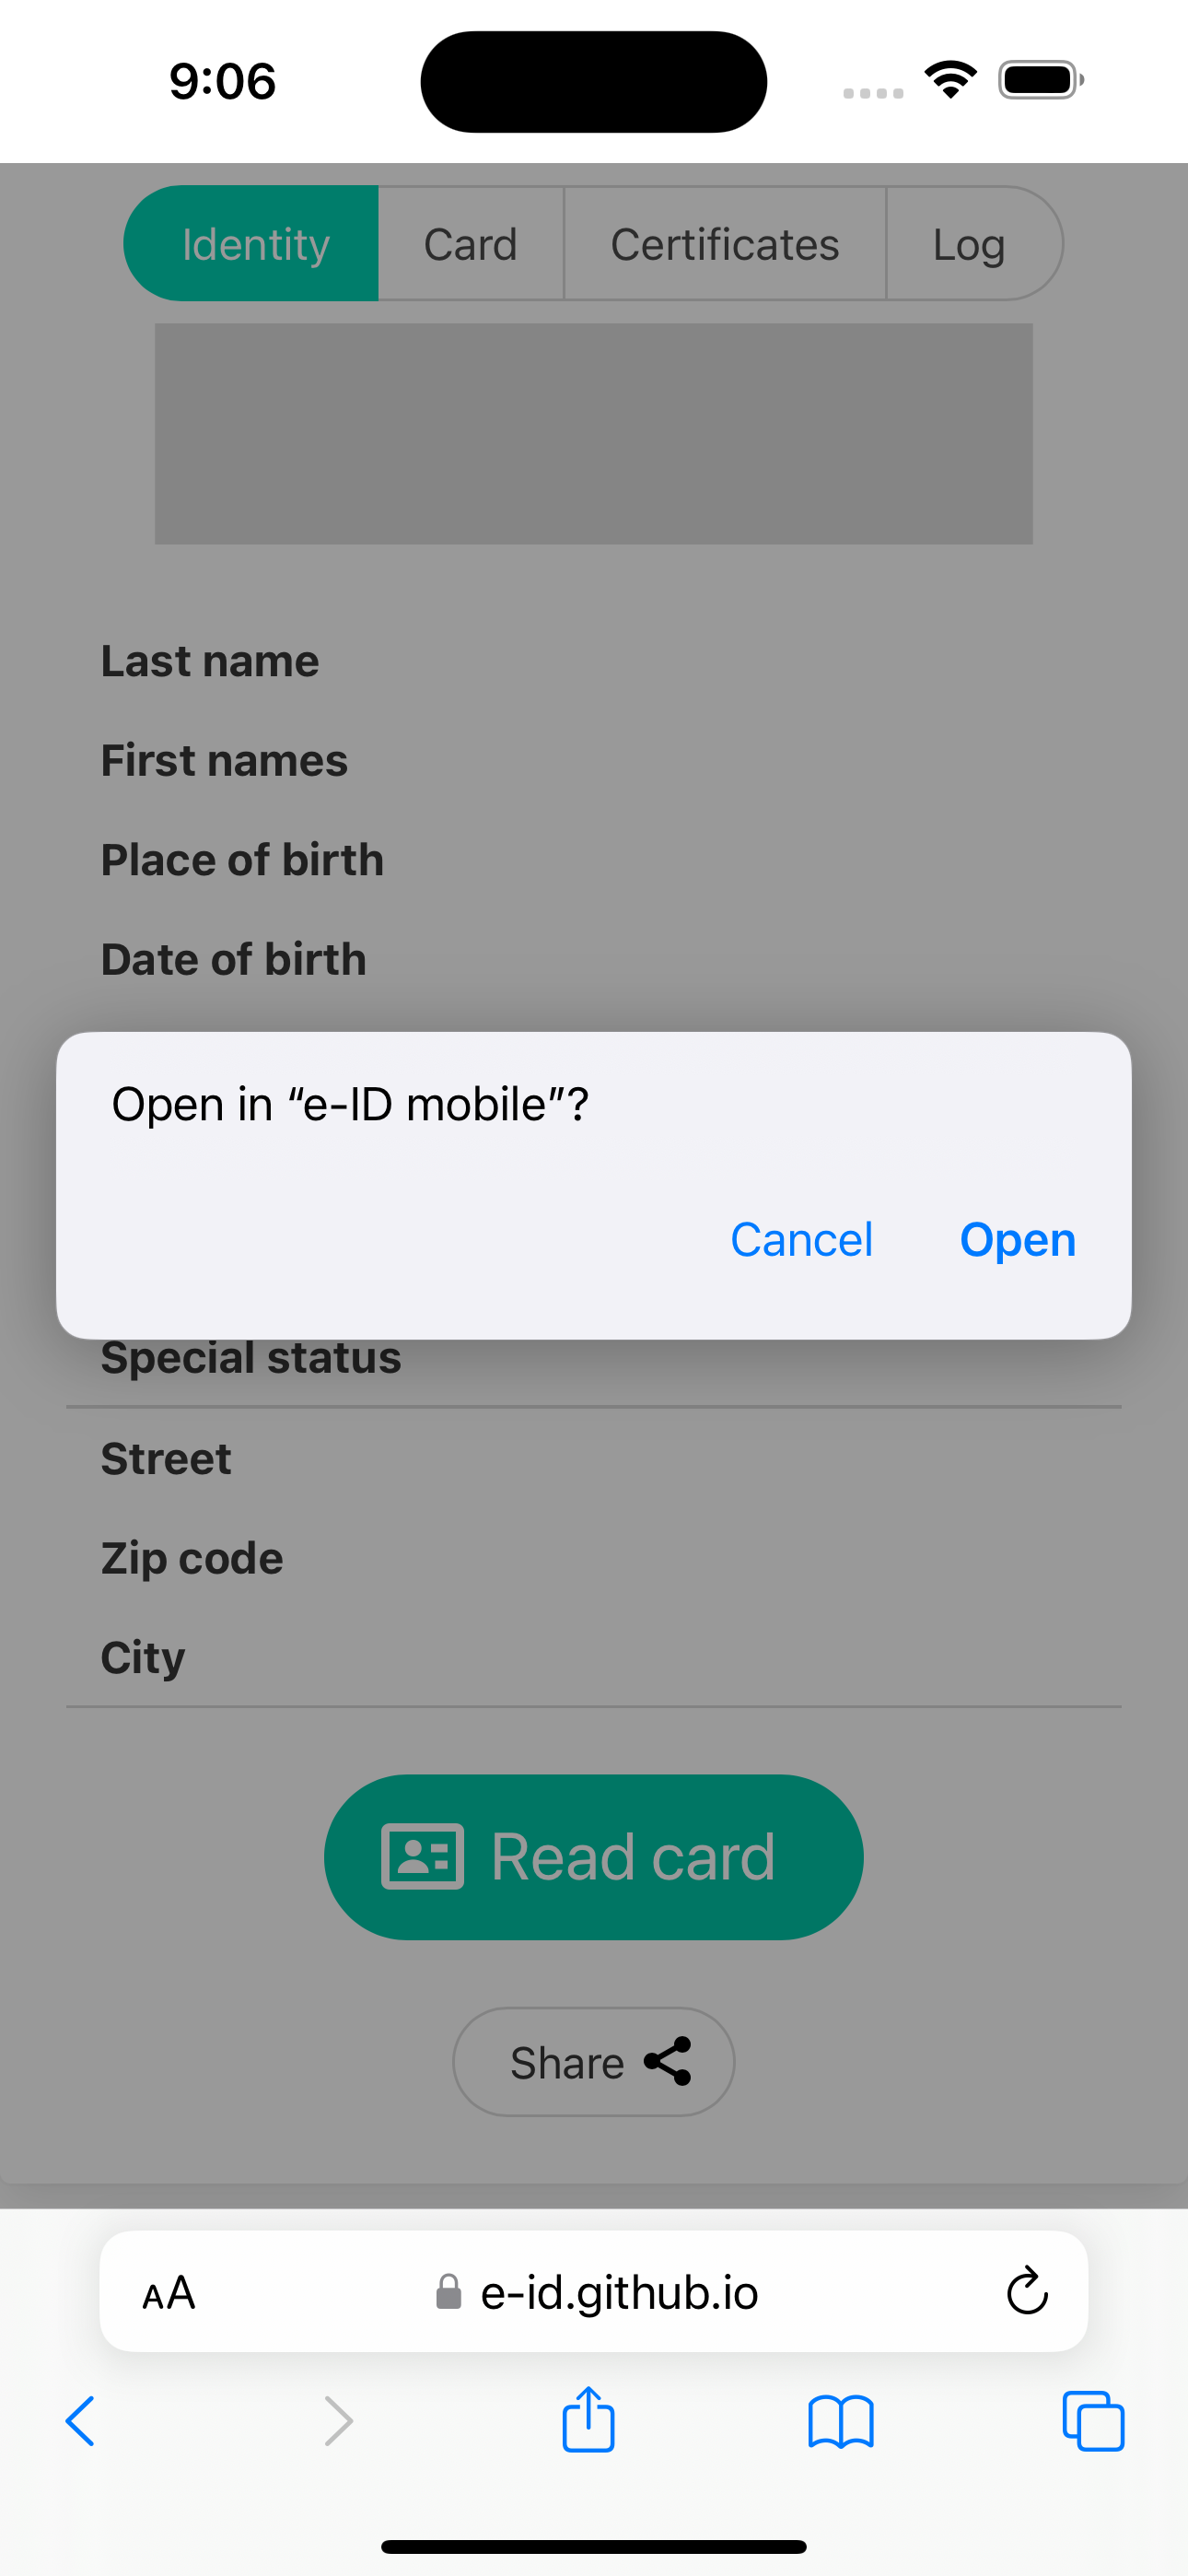 9:06
Identity Card Certificates Log
Last name
First names
Place of birth
Date of birth
Open in “e-ID mobile”?
Cancel Open
Special status
Street
Zip code
City
Read card
Share
AA e-id.github.io